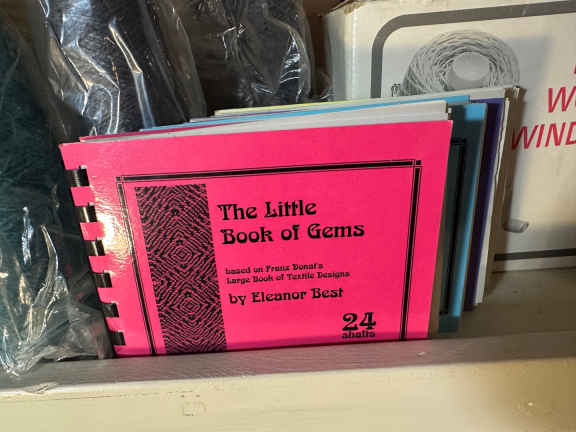 The Little
Book of Gems
based on Franz Donat's
Large Book of Textile Designs
by Eleanor Best
24
shafts
WIND